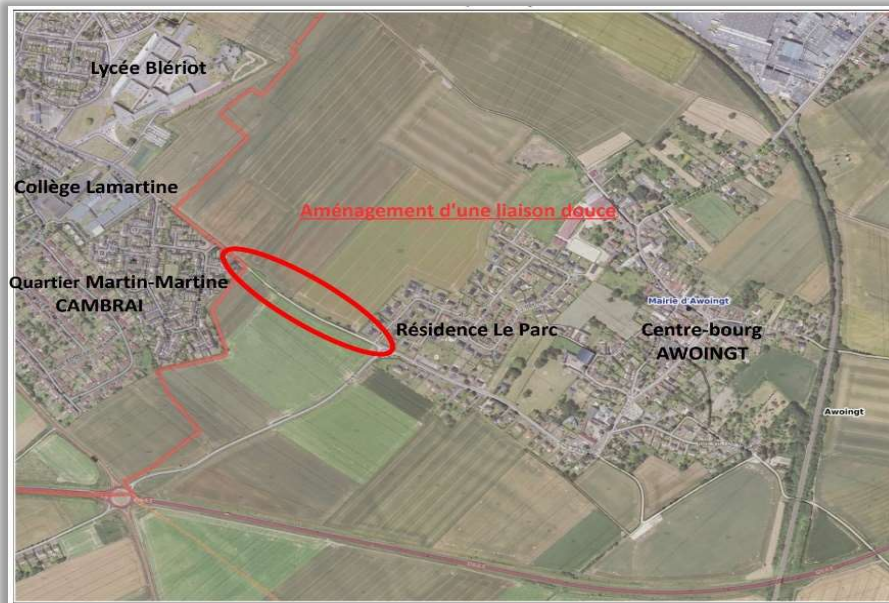 Lycée Blériot
Collège Lamartine
Aménagement d'une liaison douce
Quartier Martin-Martine
CAMBRAI
Mairie d'Awoingt
Résidence Le Parc
Centre-bourg
AWOINGT
Awoingt